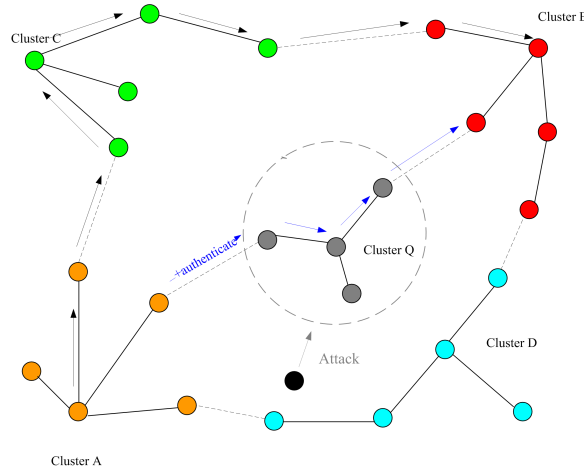 Cluster E
Cluster C
+authenticate
Cluster Q
Cluster D
Attack
Cluster A